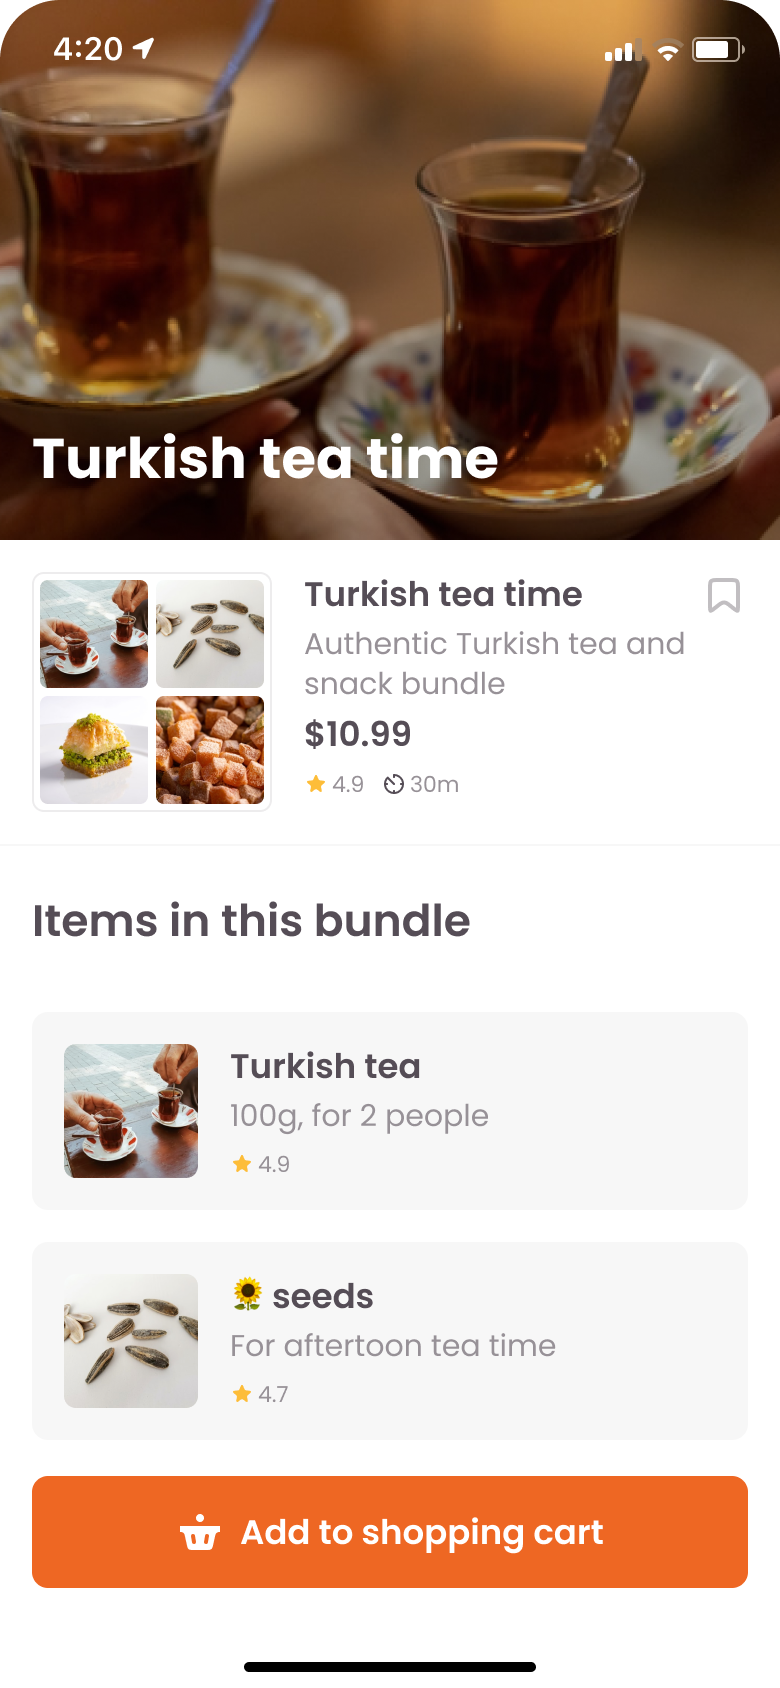 4:20
Turkish tea time
Turkish tea time
Authentic Turkish tea and
snack bundle
$10.99
4.9 30m
Items in this bundle
Turkish tea
100g, for 2 people
4.9
🌻 seeds
For aftertoon tea time
4.7
Add to shopping cart